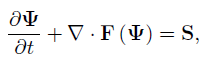 ∂Ψ/∂t + ∇ · F (Ψ) = S,